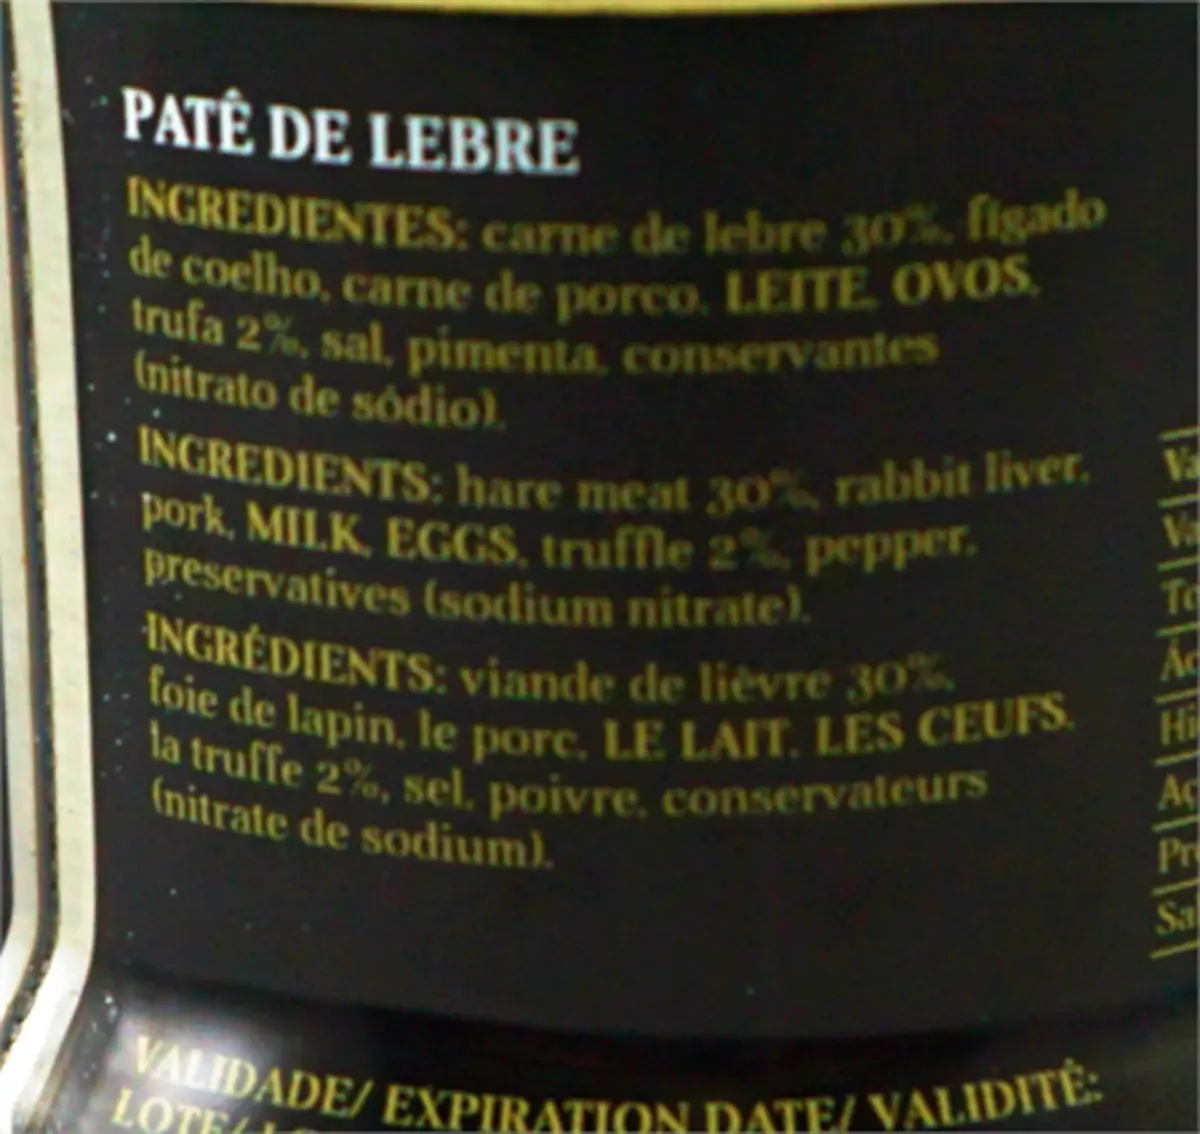 PATÊ DE LEBRE
INGREDIENTES: carne de lebre 30%, fígado
de coelho, carne de porco, LEITE, OVOS,
trufa 2%, sal, pimenta, conservantes
(nitrato de sódio).
INGREDIENTS: hare meat 30%, rabbit liver,
pork, MILK, EGGS, truffle 2%, pepper,
preservatives (sodium nitrate).
INGRÉDIENTS: viande de lièvre 30%,
foie de lapin, le porc, LE LAIT, LES CEUFS,
la truffe 2%, sel, poivre, conservateurs
(nitrate de sodium).
VALIDADE/ EXPIRATION DATE/ VALIDITÊ:
LOTE/